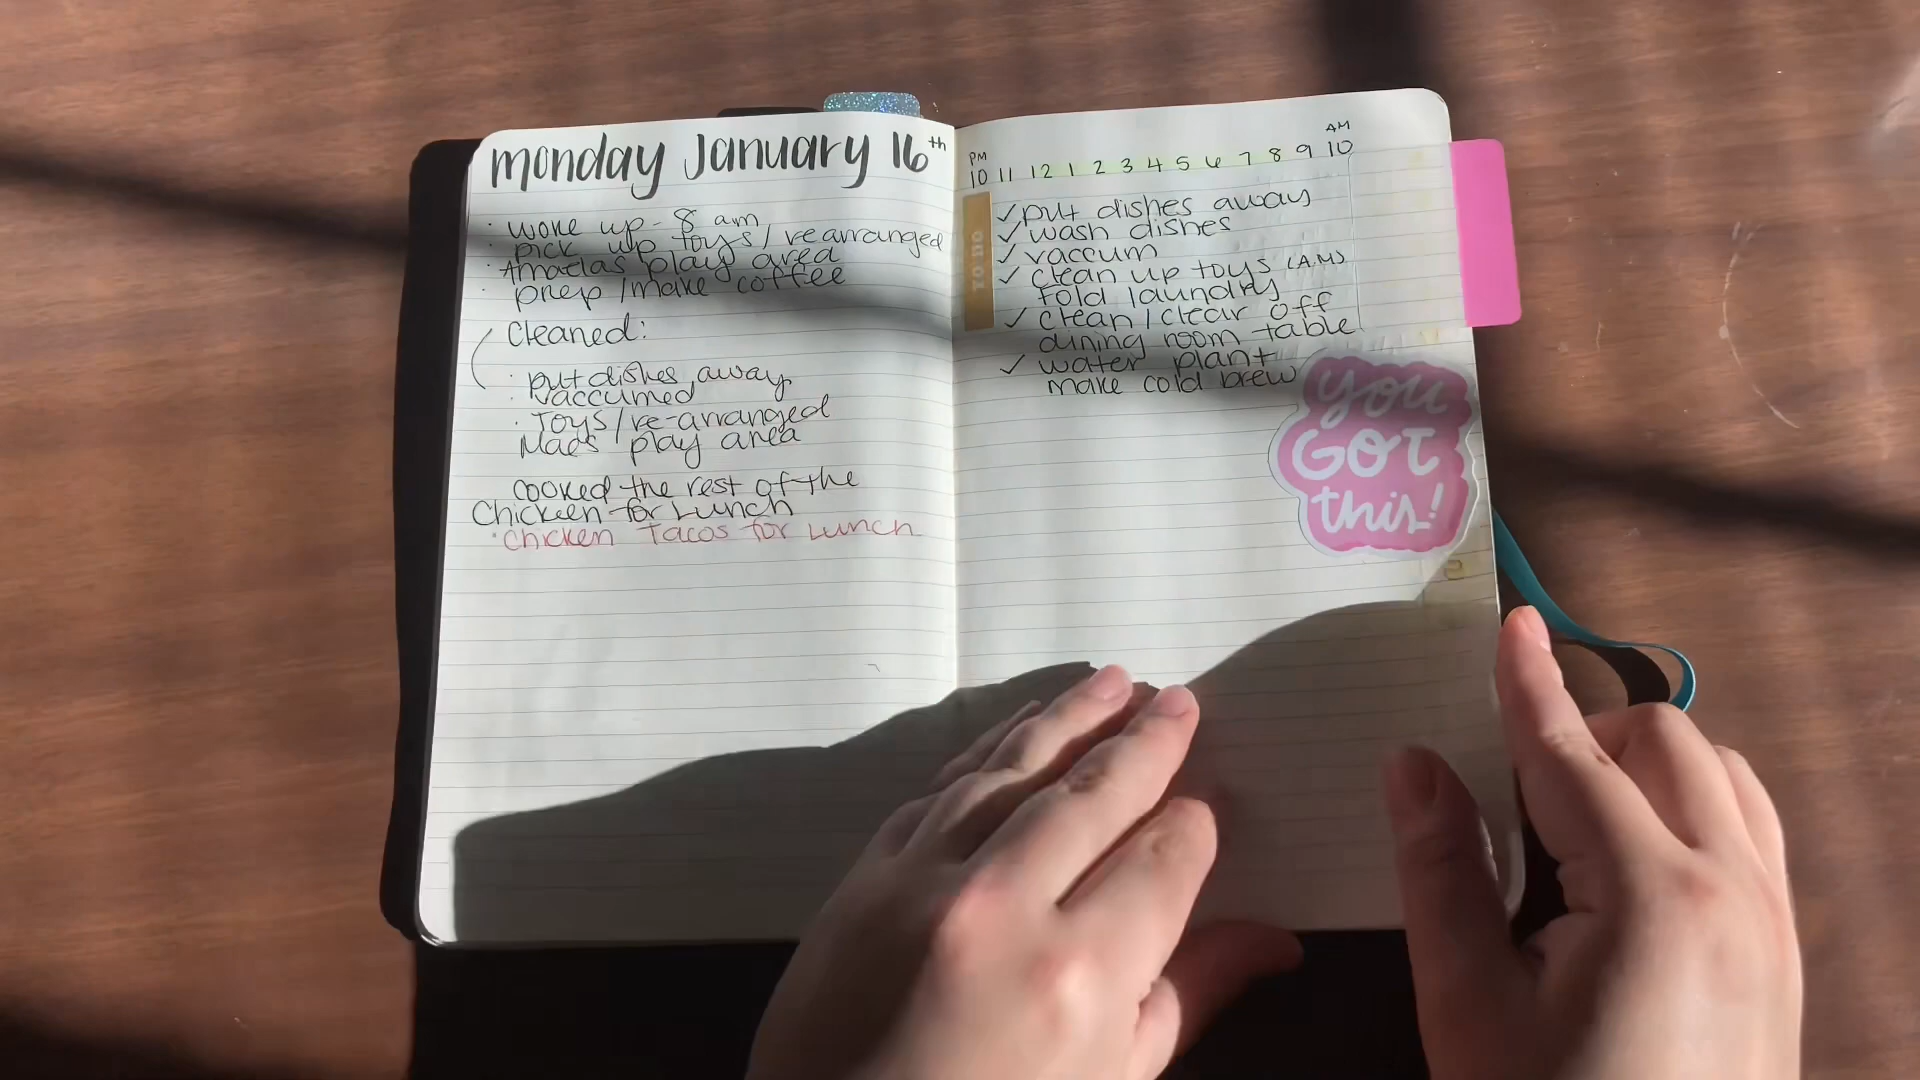 monday January 16th
· woke up - 8 am
· pick up toys / rearranged
· Amaelas play area
· prep / make coffee
Cleaned:
· put dishes away
· vaccumed
· Toys / re-arranged
Maes play area
cooked the rest of the
Chicken for Lunch
· Chicken Tacos for Lunch
PM AM
10 11 12 1 2 3 4 5 6 7 8 9 10
TO DO
✓ put dishes away
✓ wash dishes
✓ vaccum
✓ clean up toys (AM)
fold laundry
✓ clean / clear off
dining room table
✓ water plant
make cold brew
you
GOT
this!